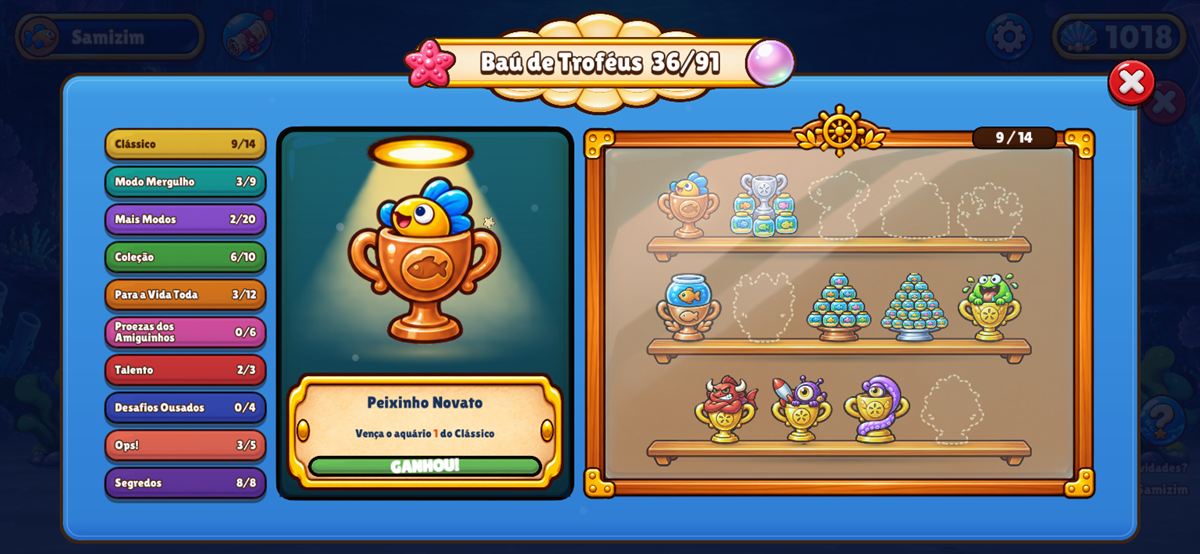 Samizim
1018
Baú de Troféus 36/91
Clássico 9/14
Modo Mergulho 3/9
Mais Modos 2/20
Coleção 6/10
Para a Vida Toda 3/12
Proezas dos
Amiguinhos 0/6
Talento 2/3
Desafios Ousados 0/4
Ops! 3/5
Segredos 8/8
Peixinho Novato
Vença o aquário 1 do Clássico
GANHOU!
9/14
?
vidades?
Samizim